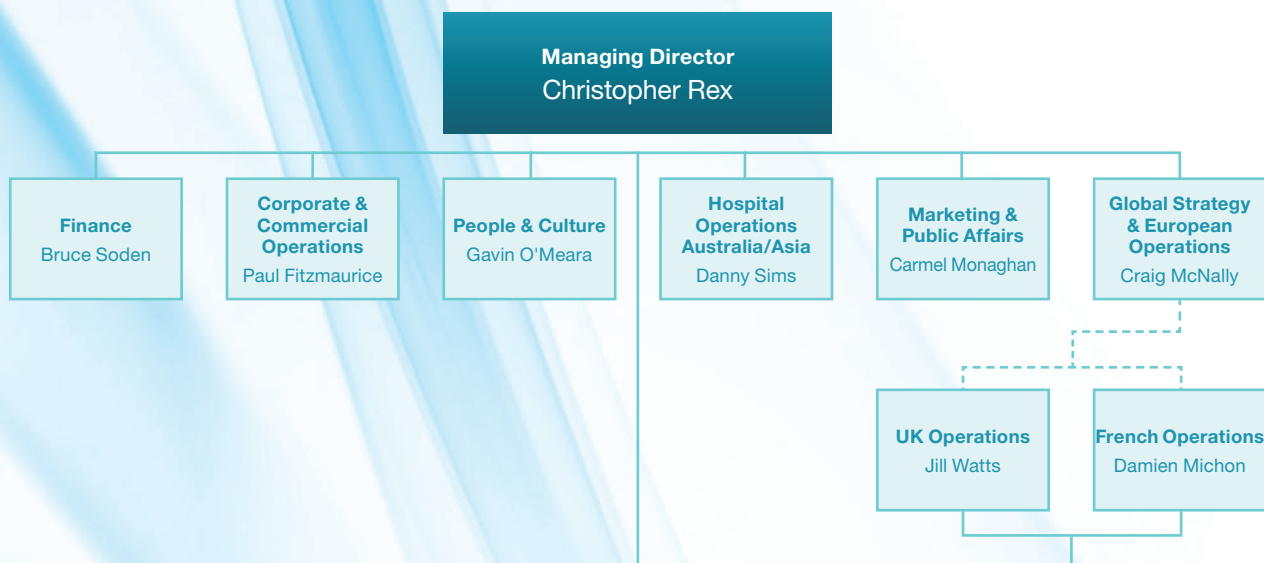 Managing Director
Christopher Rex
Finance
Bruce Soden
Corporate &
Commercial
Operations
Paul Fitzmaurice
People & Culture
Gavin O'Meara
Hospital
Operations
Australia/Asia
Danny Sims
Marketing &
Public Affairs
Carmel Monaghan
Global Strategy
& European
Operations
Craig McNally
UK Operations
Jill Watts
French Operations
Damien Michon